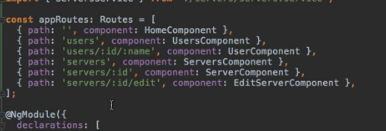 const appRoutes: Routes = [
{ path: '', component: HomeComponent },
{ path: 'users', component: UsersComponent },
{ path: 'users/:id/:name', component: UserComponent },
{ path: 'servers', component: ServersComponent },
{ path: 'servers/:id', component: ServerComponent },
{ path: 'servers/:id/edit', component: EditServerComponent },
];
@NgModule({
declarations: [